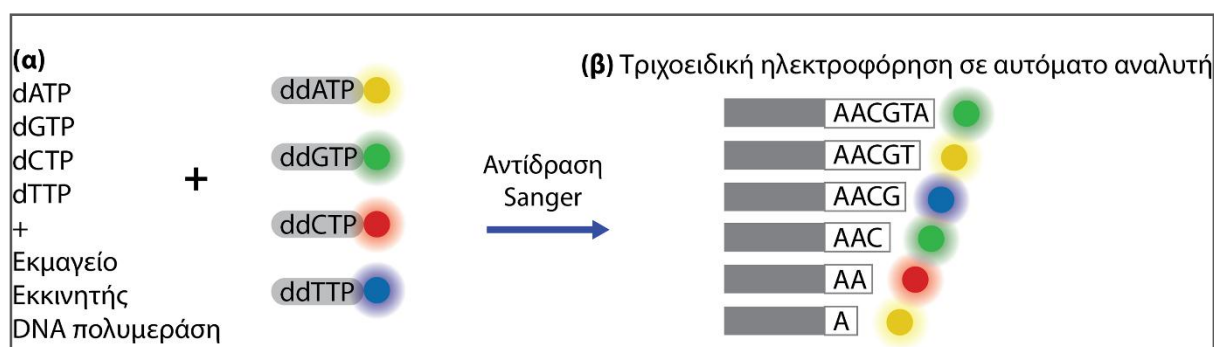 (α)
dATP
dGTP
dCTP
dTTP
+
Εκμαγείο
Εκκινητής
DNA πολυμεράση
+
ddATP
ddGTP
ddCTP
ddTTP
Αντίδραση
Sanger
(β) Τριχοειδική ηλεκτροφόρηση σε αυτόματο αναλυτή
AACGTA
AACGT
AACG
AAC
AA
A